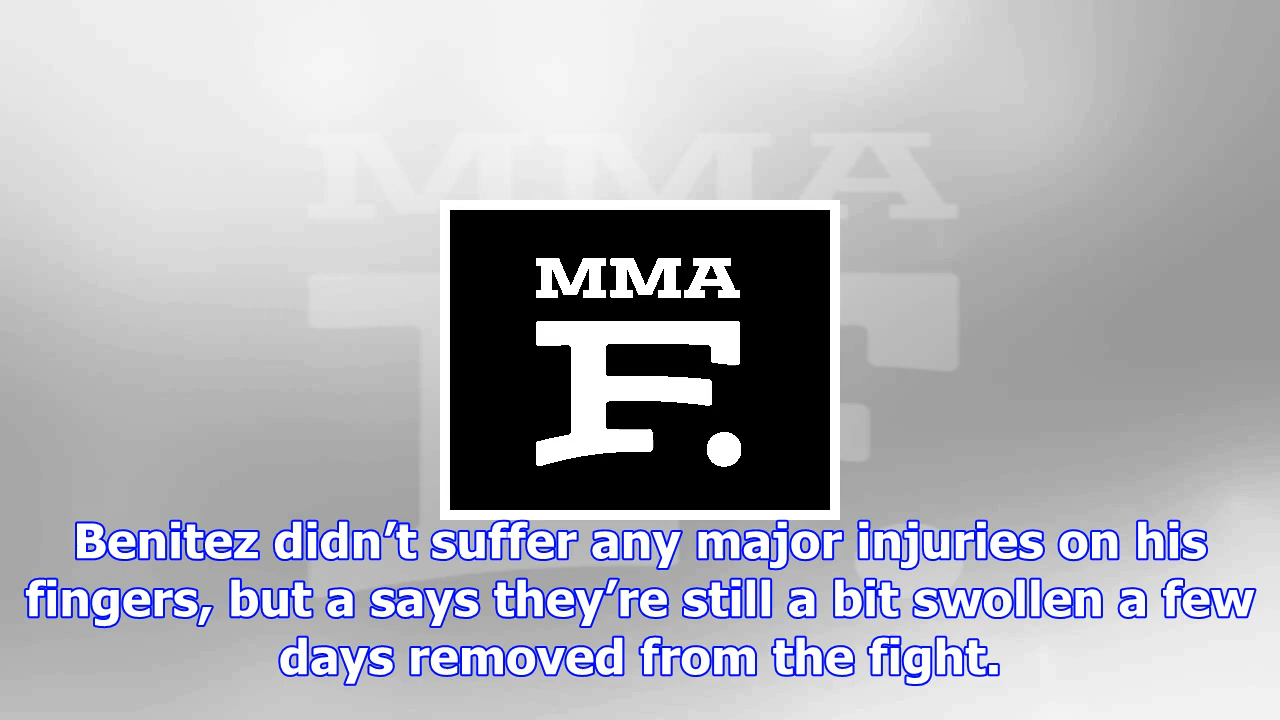 MMA
MMA
F.
Benitez didn’t suffer any major injuries on his
fingers, but a says they’re still a bit swollen a few
days removed from the fight.